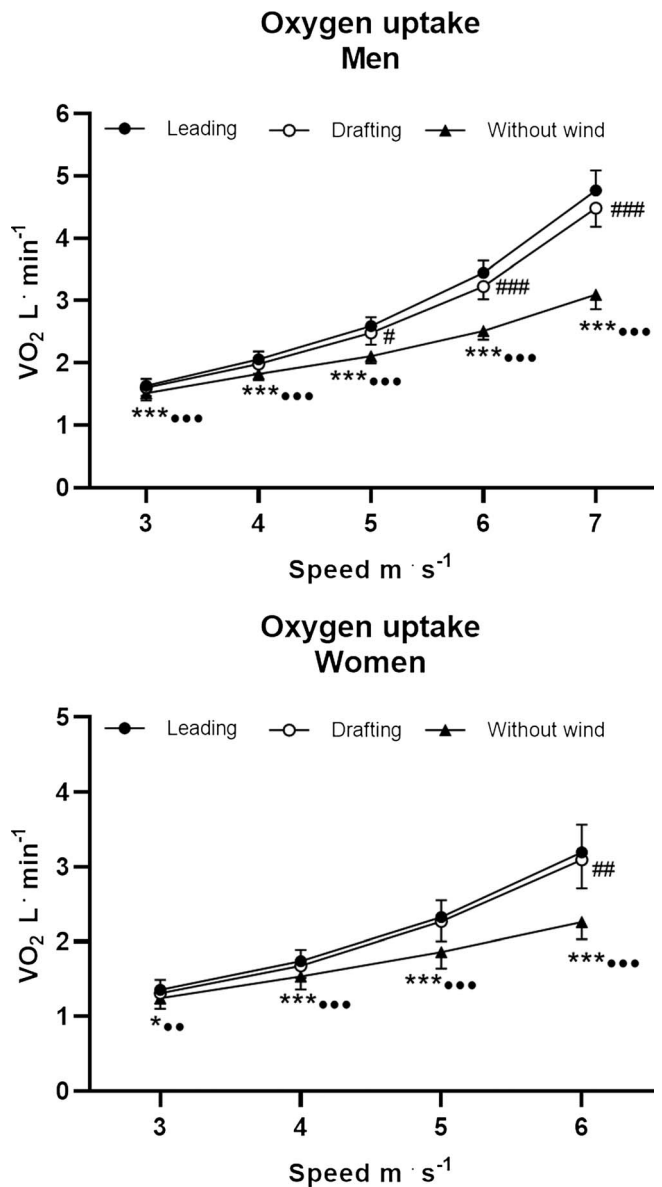 Oxygen uptake
Men
6
Leading
Drafting
Without wind
5
###
4
VO₂ L · min⁻¹
###
3
#
***•••
2
***•••
***•••
***•••
***•••
1
0
3
4
5
6
7
Speed m · s⁻¹
Oxygen uptake
Women
5
Leading
Drafting
Without wind
4
VO₂ L · min⁻¹
3
##
2
***•••
***•••
***•••
1
*••
0
3
4
5
6
Speed m · s⁻¹